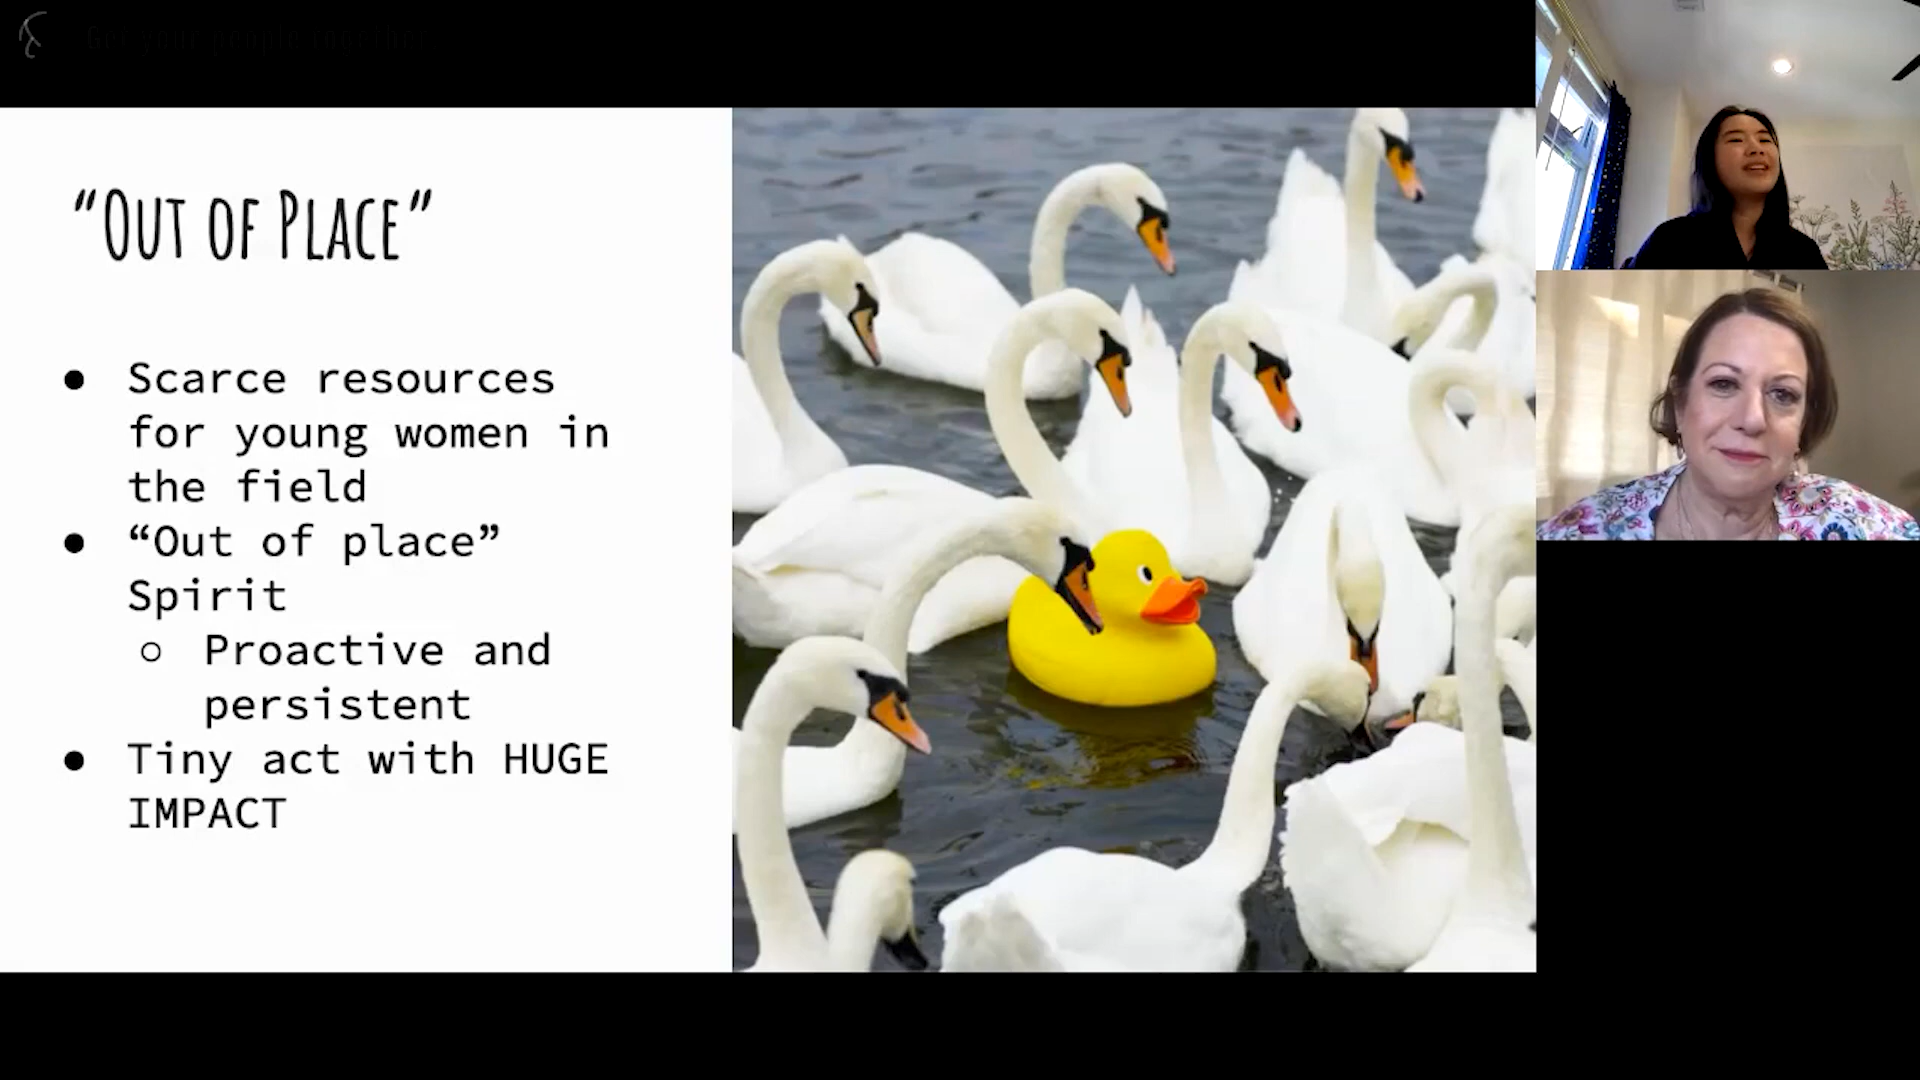 Get your people together
“Out of Place”
● Scarce resources
for young women in
the field
● “Out of place”
Spirit
○ Proactive and
persistent
● Tiny act with HUGE
IMPACT